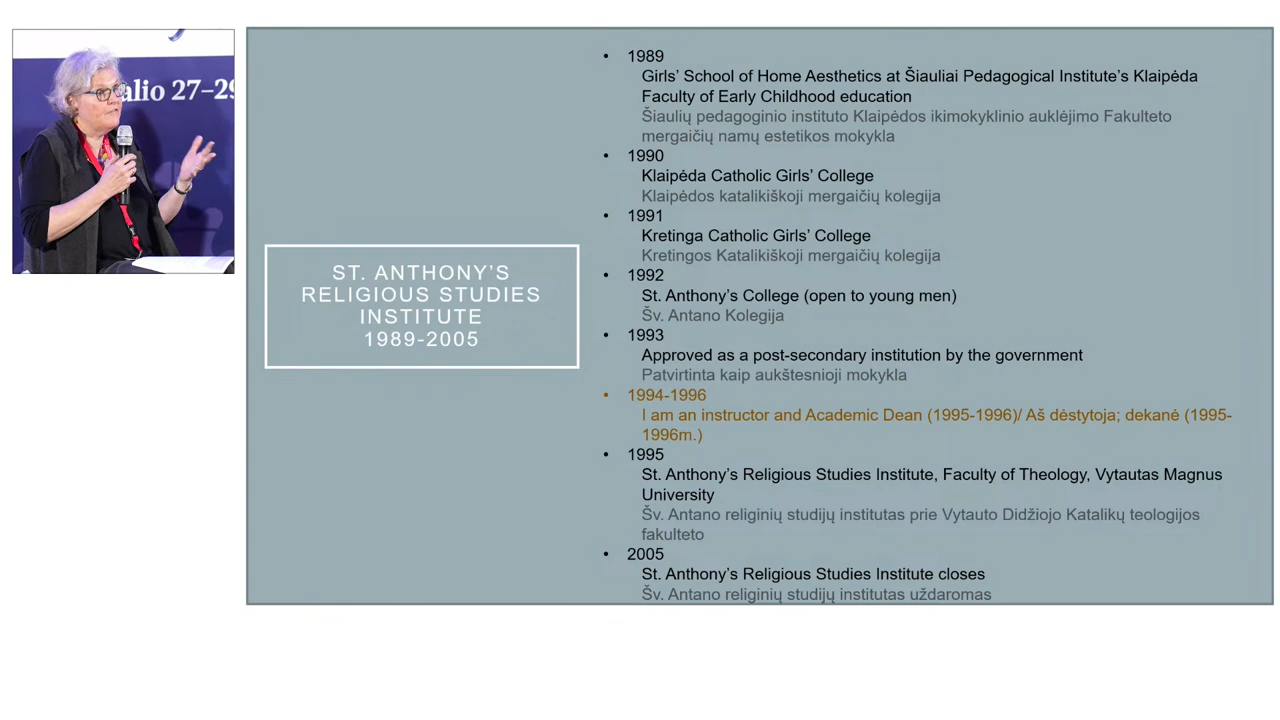 alio 27–29
ST. ANTHONY'S
RELIGIOUS STUDIES
INSTITUTE
1989-2005
• 1989
Girls' School of Home Aesthetics at Šiauliai Pedagogical Institute's Klaipėda
Faculty of Early Childhood education
Šiaulių pedagoginio instituto Klaipėdos ikimokyklinio auklėjimo Fakulteto
mergaičių namų estetikos mokykla
• 1990
Klaipėda Catholic Girls' College
Klaipėdos katalikiškoji mergaičių kolegija
• 1991
Kretinga Catholic Girls' College
Kretingos Katalikiškoji mergaičių kolegija
• 1992
St. Anthony's College (open to young men)
Šv. Antano Kolegija
• 1993
Approved as a post-secondary institution by the government
Patvirtinta kaip aukštesnioji mokykla
• 1994-1996
I am an instructor and Academic Dean (1995-1996)/ Aš dėstytoja; dekanė (1995-
1996m.)
• 1995
St. Anthony's Religious Studies Institute, Faculty of Theology, Vytautas Magnus
University
Šv. Antano religinių studijų institutas prie Vytauto Didžiojo Katalikų teologijos
fakulteto
• 2005
St. Anthony's Religious Studies Institute closes
Šv. Antano religinių studijų institutas uždaromas